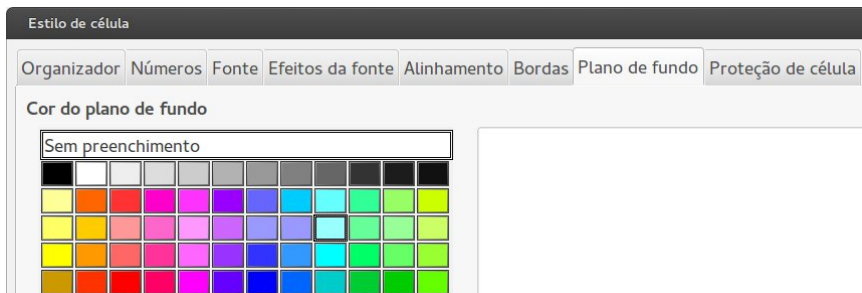 Estilo de célula
Organizador Números Fonte Efeitos da fonte Alinhamento Bordas Plano de fundo Proteção de célula
Cor do plano de fundo
Sem preenchimento